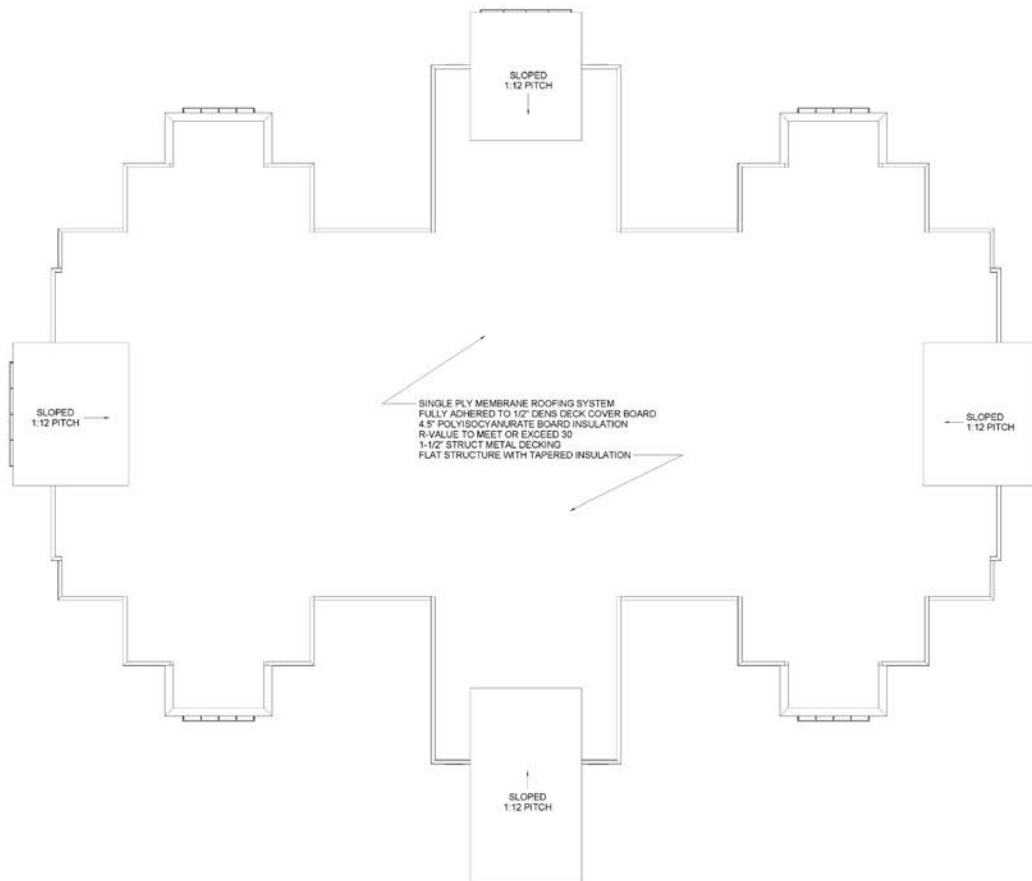 SLOPED
1:12 PITCH
SLOPED
1:12 PITCH
SINGLE PLY MEMBRANE ROOFING SYSTEM
FULLY ADHERED TO 1/2" DENS DECK COVER BOARD
4.5" POLYISOCYANURATE BOARD INSULATION
R-VALUE TO MEET OR EXCEED 30
1-1/2" STRUCT METAL DECKING
FLAT STRUCTURE WITH TAPERED INSULATION
SLOPED
1:12 PITCH
SLOPED
1:12 PITCH